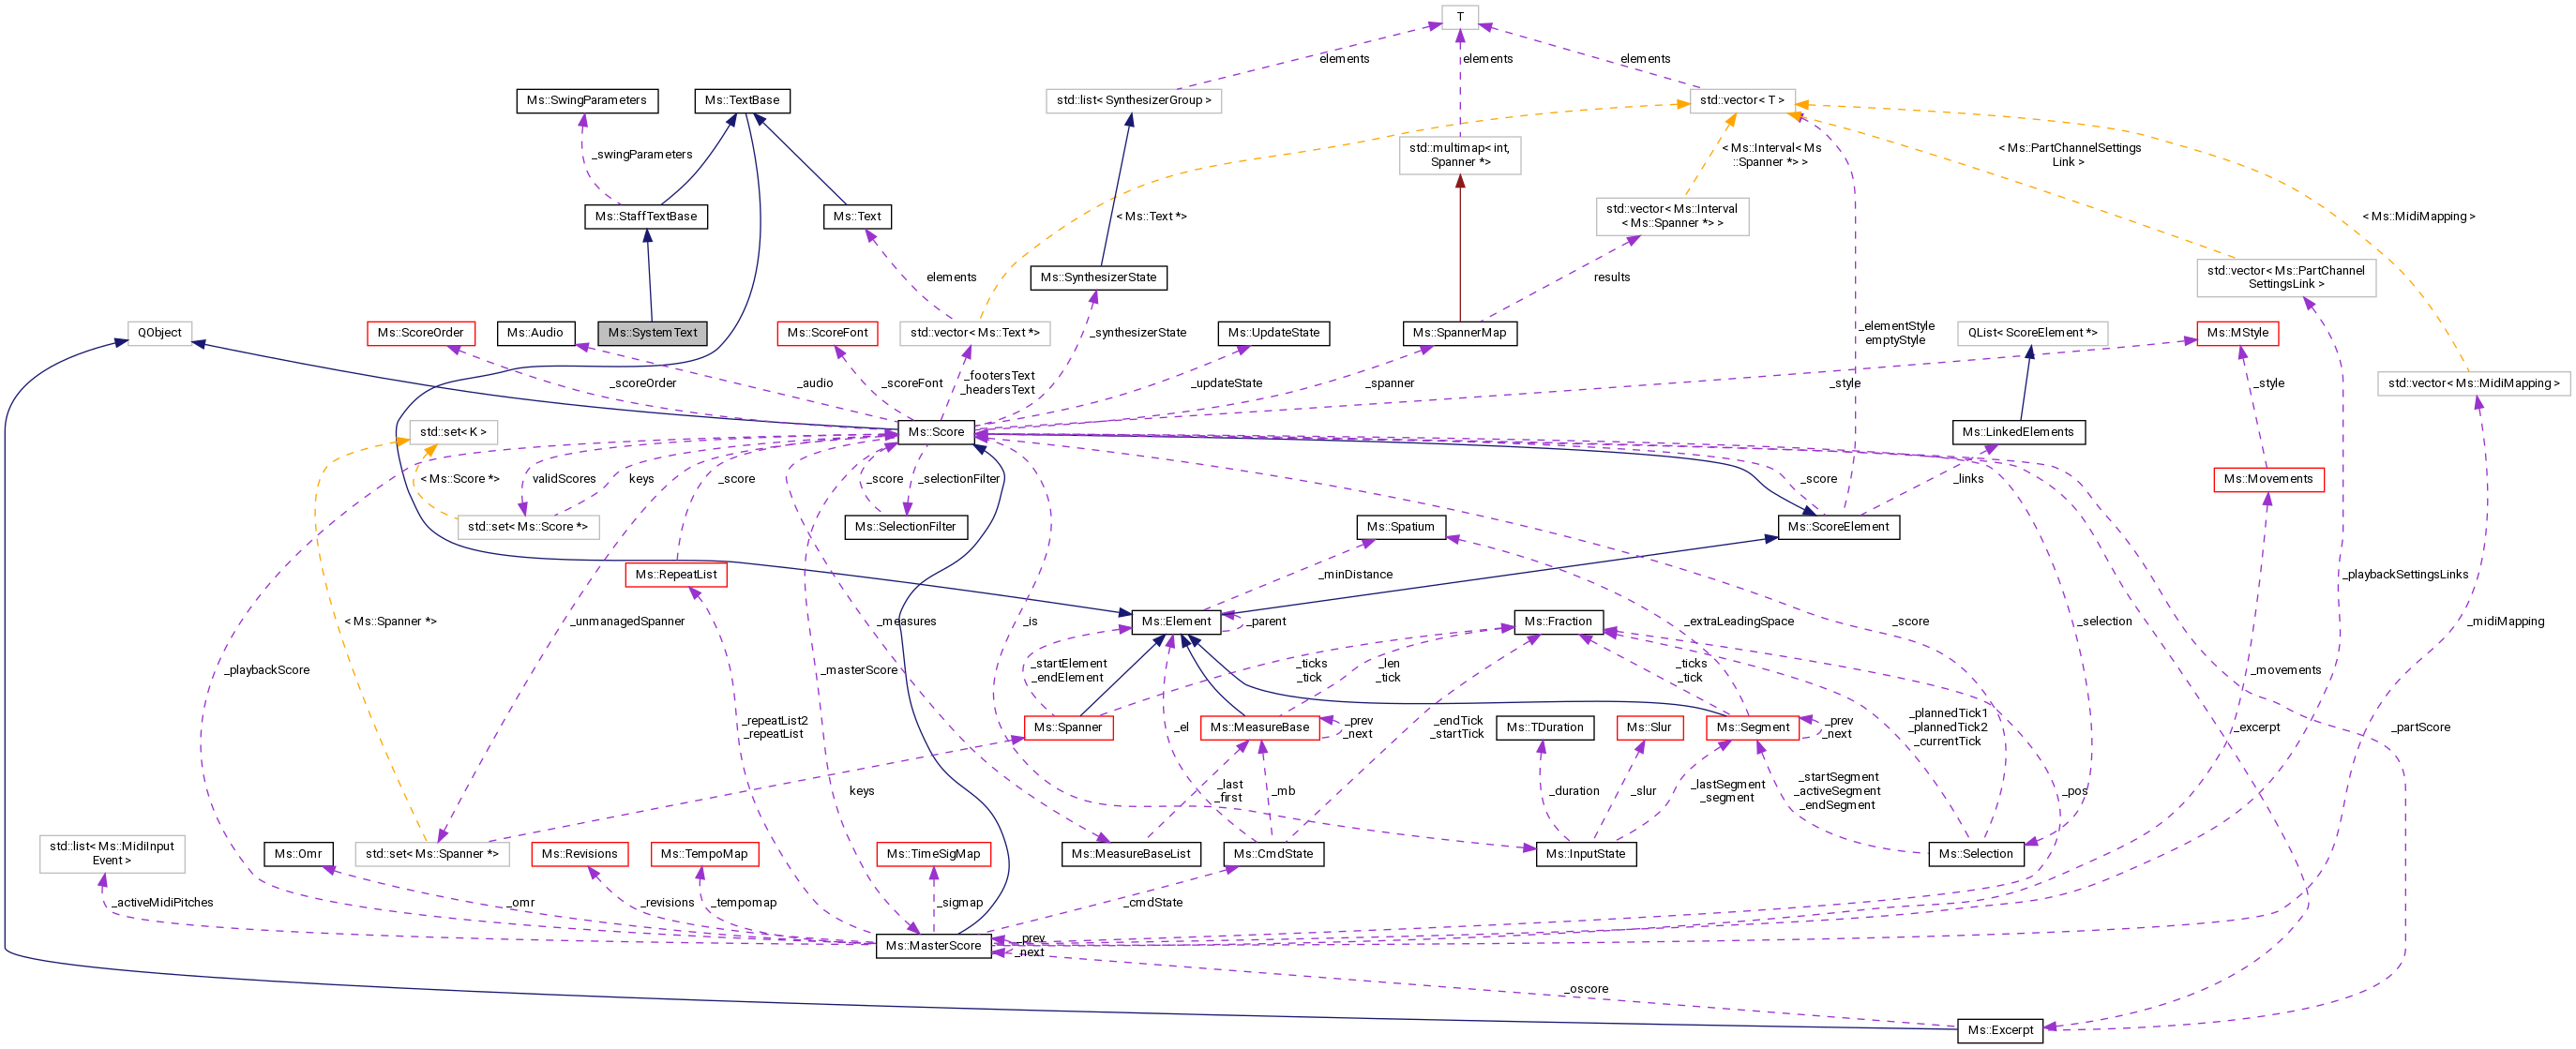 T
elements
elements
elements
Ms::SwingParameters
Ms::TextBase
std::list< SynthesizerGroup >
std::vector< T >
_swingParameters
std::multimap< int,
Spanner *>
< Ms::Interval< Ms
::Spanner *> >
< Ms::PartChannelSettings
Link >
Ms::StaffTextBase
Ms::Text
< Ms::Text *>
std::vector< Ms::Interval
< Ms::Spanner *> >
< Ms::MidiMapping >
elements
Ms::SynthesizerState
results
std::vector< Ms::PartChannel
SettingsLink >
QObject
Ms::ScoreOrder
Ms::Audio
Ms::SystemText
Ms::ScoreFont
std::vector< Ms::Text *>
_synthesizerState
Ms::UpdateState
Ms::SpannerMap
_elementStyle
emptyStyle
QList< ScoreElement *>
Ms::MStyle
_scoreOrder
_audio
_scoreFont
_footersText
_headersText
_updateState
_spanner
_style
_style
std::vector< Ms::MidiMapping >
std::set< K >
Ms::Score
Ms::LinkedElements
< Ms::Score *>
validScores
keys
_score
_score
_selectionFilter
_score
_links
Ms::Movements
std::set< Ms::Score *>
Ms::SelectionFilter
Ms::Spatium
Ms::ScoreElement
Ms::RepeatList
_minDistance
_playbackSettingsLinks
< Ms::Spanner *>
_unmanagedSpanner
_measures
_is
Ms::Element
_parent
Ms::Fraction
_extraLeadingSpace
_score
_selection
_midiMapping
_playbackScore
_masterScore
_startElement
_endElement
_ticks
_tick
_len
_tick
_ticks
_tick
_movements
_repeatList2
_repeatList
Ms::Spanner
_el
Ms::MeasureBase
_prev
_next
_endTick
_startTick
Ms::TDuration
Ms::Slur
Ms::Segment
_prev
_next
_plannedTick1
_plannedTick2
_currentTick
_excerpt
_partScore
keys
_last
_first
_mb
_duration
_slur
_lastSegment
_segment
_startSegment
_activeSegment
_endSegment
_pos
std::list< Ms::MidiInput
Event >
Ms::Omr
std::set< Ms::Spanner *>
Ms::Revisions
Ms::TempoMap
Ms::TimeSigMap
Ms::MeasureBaseList
Ms::CmdState
Ms::InputState
Ms::Selection
_activeMidiPitches
_omr
_revisions
_tempomap
_sigmap
_cmdState
Ms::MasterScore
_prev
_next
_oscore
Ms::Excerpt